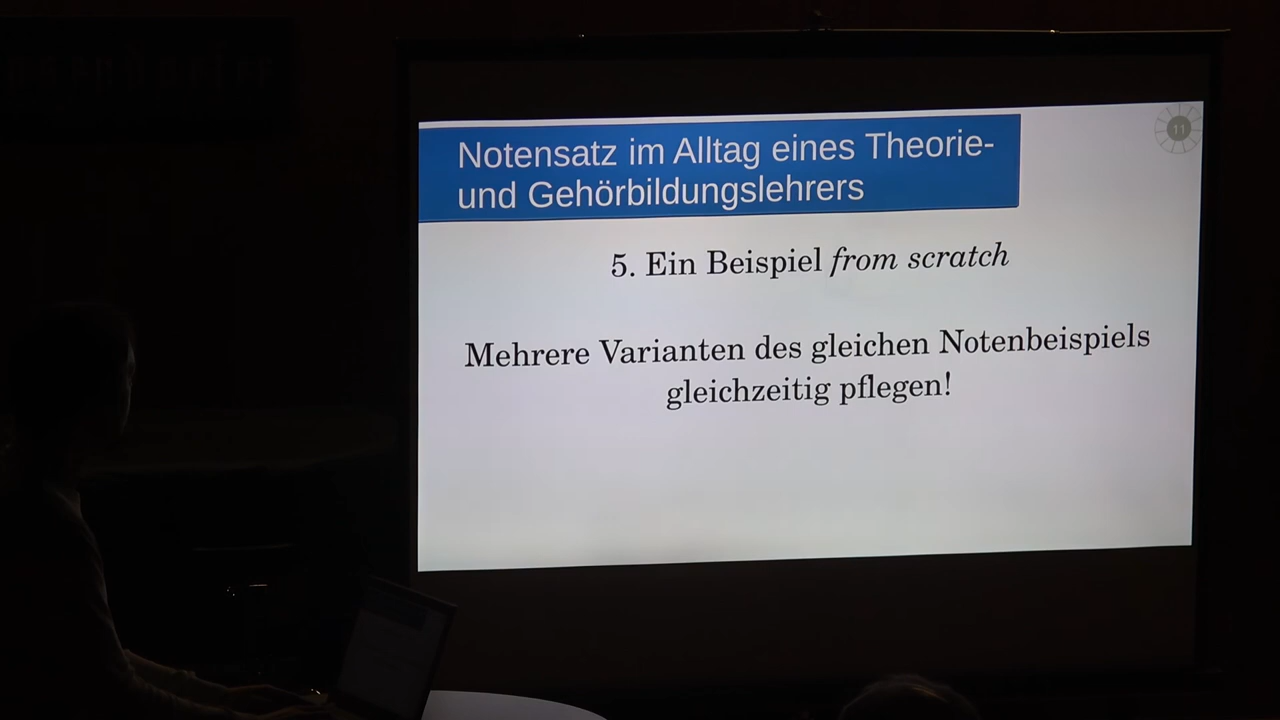 Notensatz im Alltag eines Theorie-
und Gehörbildungslehrers
11
5. Ein Beispiel from scratch
Mehrere Varianten des gleichen Notenbeispiels
gleichzeitig pflegen!